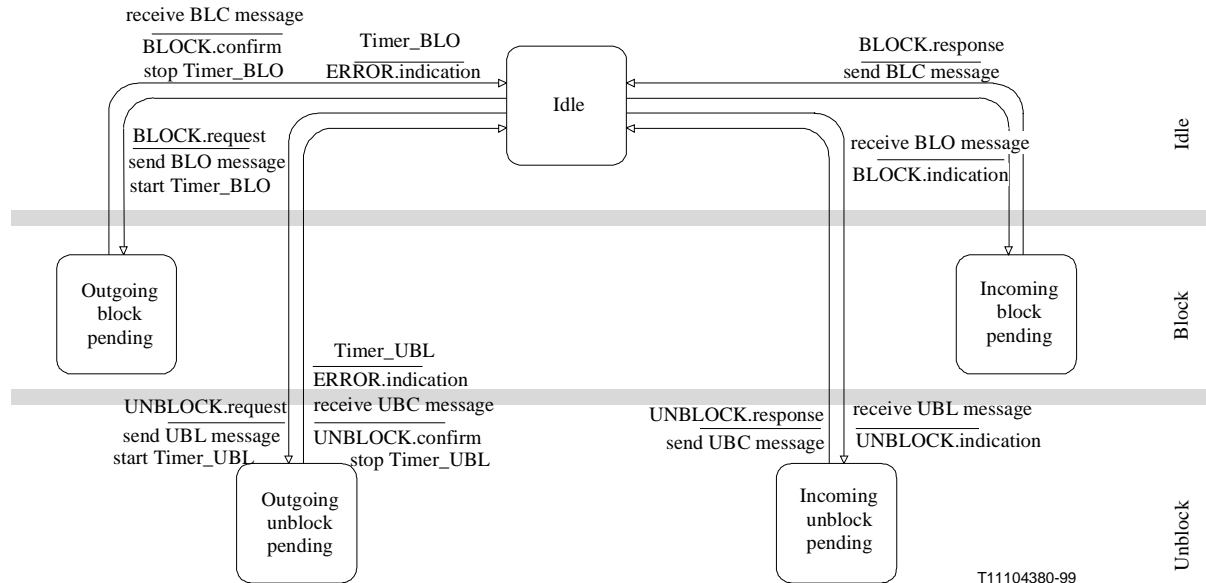 receive BLC message
BLOCK.confirm
stop Timer_BLO
Timer_BLO
ERROR.indication
Idle
BLOCK.response
send BLC message
BLOCK.request
send BLO message
start Timer_BLO
receive BLO message
BLOCK.indication
Idle
Outgoing
block
pending
Incoming
block
pending
Block
Timer_UBL
ERROR.indication
UNBLOCK.request
send UBL message
start Timer_UBL
receive UBC message
UNBLOCK.confirm
stop Timer_UBL
UNBLOCK.response
send UBC message
receive UBL message
UNBLOCK.indication
Outgoing
unblock
pending
Incoming
unblock
pending
Unblock
T11104380-99